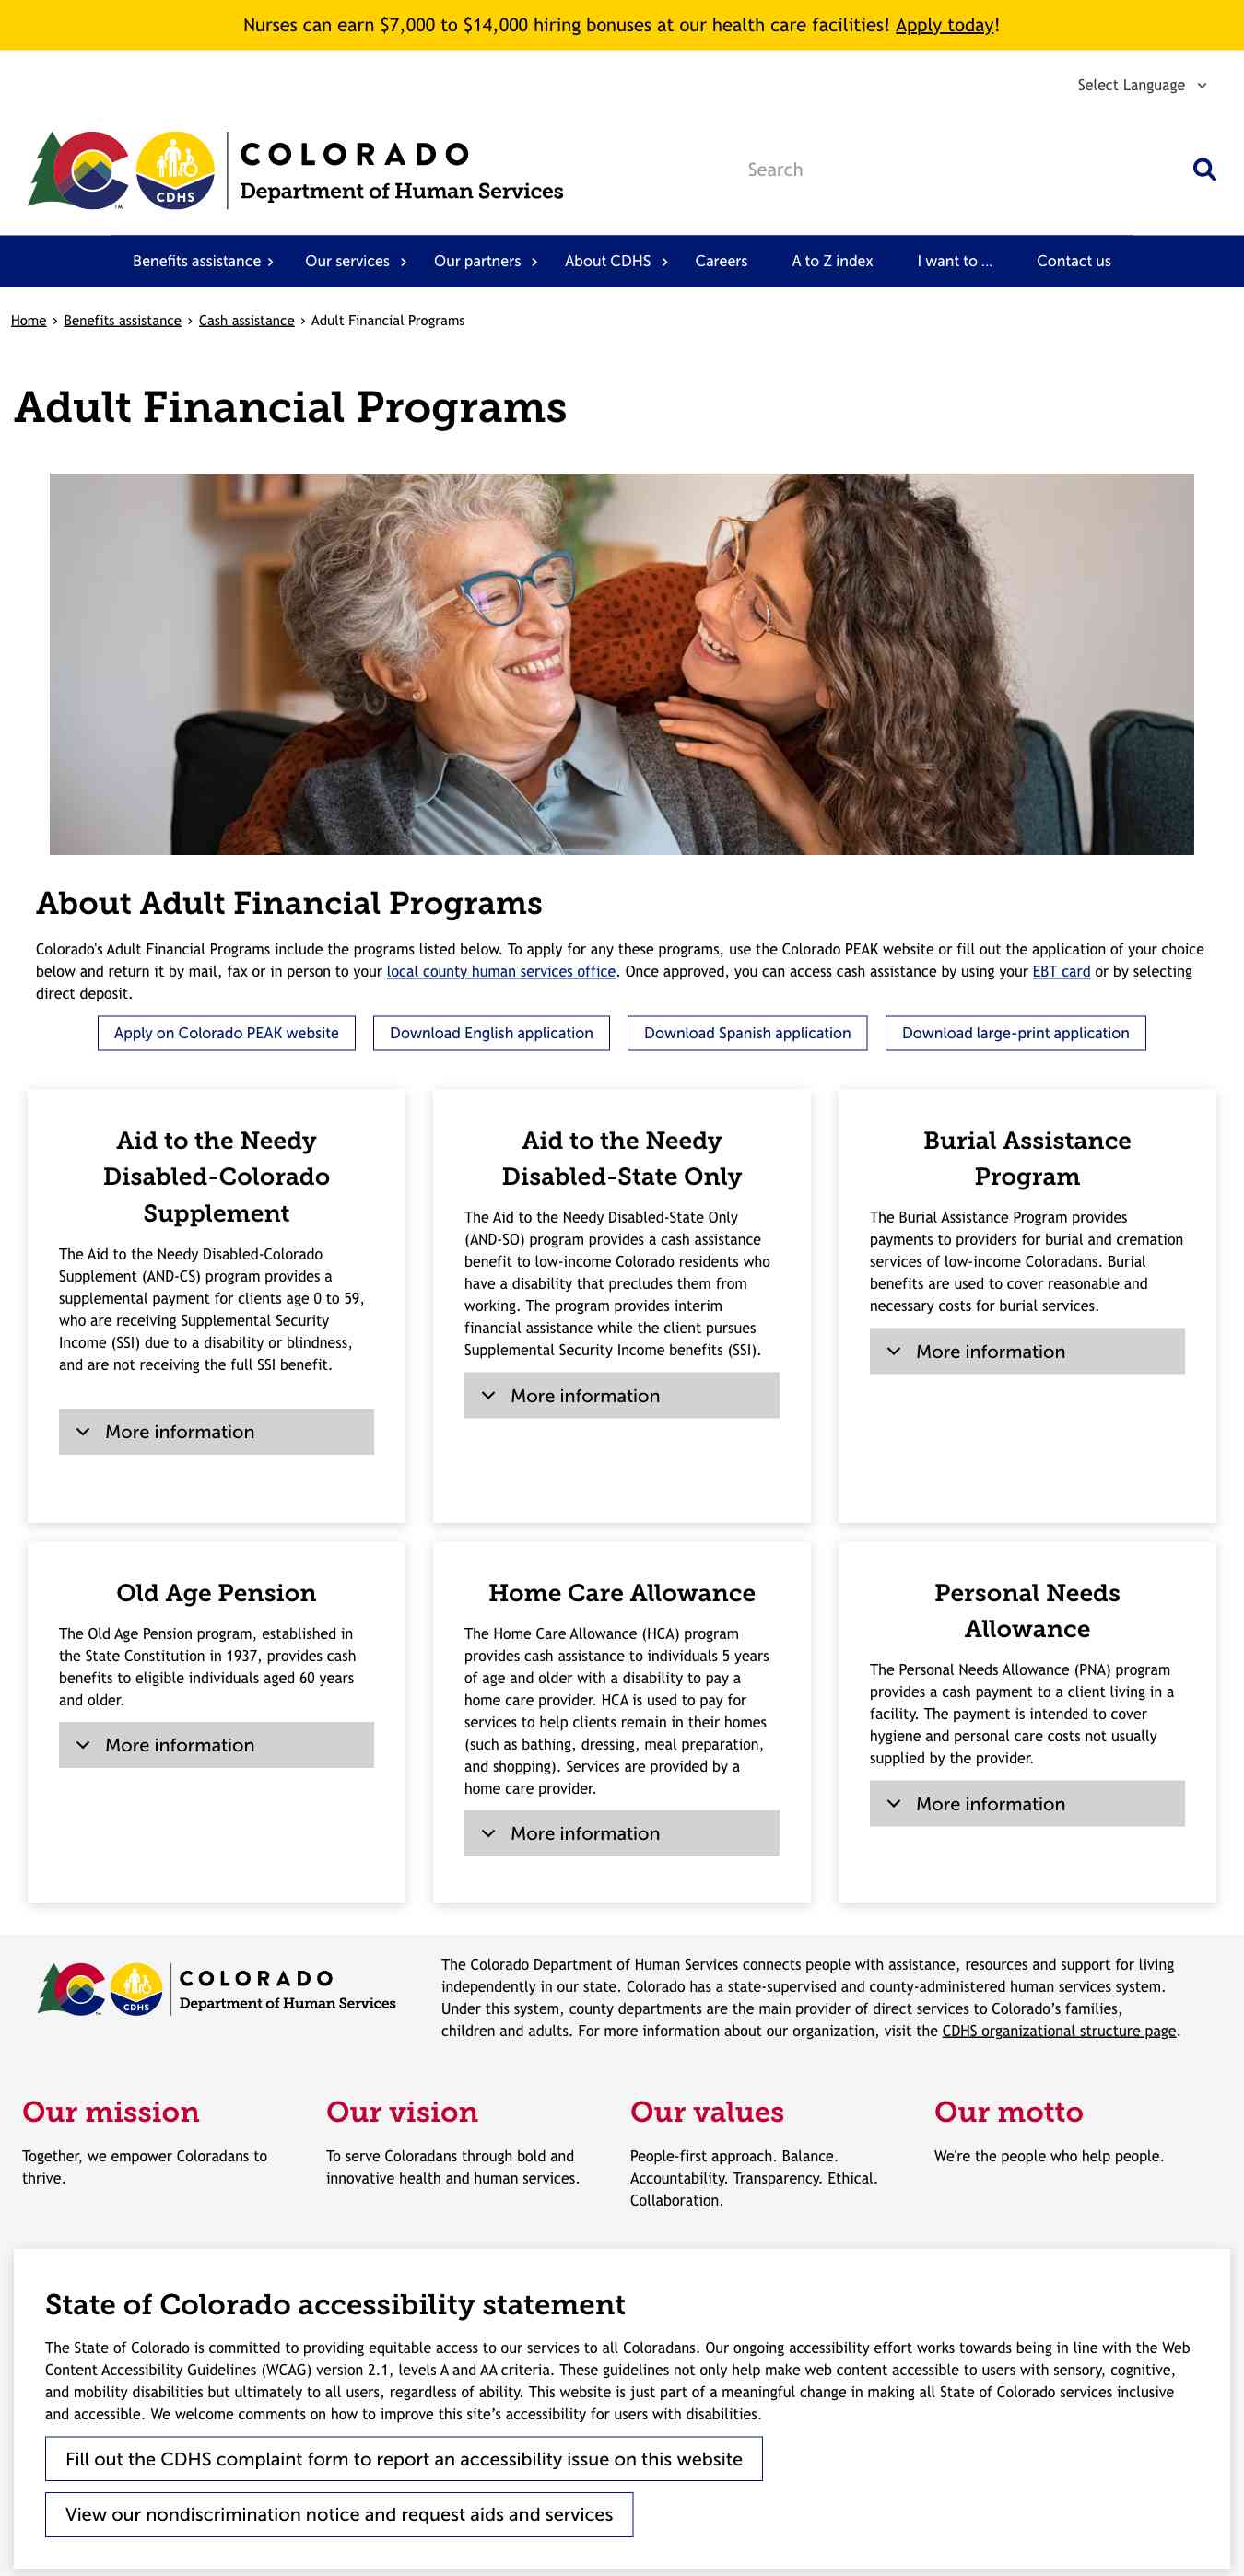 Nurses can earn $7,000 to $14,000 hiring bonuses at our health care facilities! Apply today!
Select Language
CDHS
TM
COLORADO
Department of Human Services
Search
Benefits assistance
Our services
Our partners
About CDHS
Careers
A to Z index
I want to ...
Contact us
Home › Benefits assistance › Cash assistance › Adult Financial Programs
Adult Financial Programs
About Adult Financial Programs
Colorado's Adult Financial Programs include the programs listed below. To apply for any these programs, use the Colorado PEAK website or fill out the application of your choice
below and return it by mail, fax or in person to your local county human services office. Once approved, you can access cash assistance by using your EBT card or by selecting
direct deposit.
Apply on Colorado PEAK website
Download English application
Download Spanish application
Download large-print application
Aid to the Needy
Disabled-Colorado
Supplement
The Aid to the Needy Disabled-Colorado
Supplement (AND-CS) program provides a
supplemental payment for clients age 0 to 59,
who are receiving Supplemental Security
Income (SSI) due to a disability or blindness,
and are not receiving the full SSI benefit.
More information
Aid to the Needy
Disabled-State Only
The Aid to the Needy Disabled-State Only
(AND-SO) program provides a cash assistance
benefit to low-income Colorado residents who
have a disability that precludes them from
working. The program provides interim
financial assistance while the client pursues
Supplemental Security Income benefits (SSI).
More information
Burial Assistance
Program
The Burial Assistance Program provides
payments to providers for burial and cremation
services of low-income Coloradans. Burial
benefits are used to cover reasonable and
necessary costs for burial services.
More information
Old Age Pension
The Old Age Pension program, established in
the State Constitution in 1937, provides cash
benefits to eligible individuals aged 60 years
and older.
More information
Home Care Allowance
The Home Care Allowance (HCA) program
provides cash assistance to individuals 5 years
of age and older with a disability to pay a
home care provider. HCA is used to pay for
services to help clients remain in their homes
(such as bathing, dressing, meal preparation,
and shopping). Services are provided by a
home care provider.
More information
Personal Needs
Allowance
The Personal Needs Allowance (PNA) program
provides a cash payment to a client living in a
facility. The payment is intended to cover
hygiene and personal care costs not usually
supplied by the provider.
More information
CDHS
COLORADO
Department of Human Services
The Colorado Department of Human Services connects people with assistance, resources and support for living
independently in our state. Colorado has a state-supervised and county-administered human services system.
Under this system, county departments are the main provider of direct services to Colorado’s families,
children and adults. For more information about our organization, visit the CDHS organizational structure page.
Our mission
Together, we empower Coloradans to
thrive.
Our vision
To serve Coloradans through bold and
innovative health and human services.
Our values
People-first approach. Balance.
Accountability. Transparency. Ethical.
Collaboration.
Our motto
We're the people who help people.
State of Colorado accessibility statement
The State of Colorado is committed to providing equitable access to our services to all Coloradans. Our ongoing accessibility effort works towards being in line with the Web
Content Accessibility Guidelines (WCAG) version 2.1, levels A and AA criteria. These guidelines not only help make web content accessible to users with sensory, cognitive,
and mobility disabilities but ultimately to all users, regardless of ability. This website is just part of a meaningful change in making all State of Colorado services inclusive
and accessible. We welcome comments on how to improve this site’s accessibility for users with disabilities.
Fill out the CDHS complaint form to report an accessibility issue on this website
View our nondiscrimination notice and request aids and services